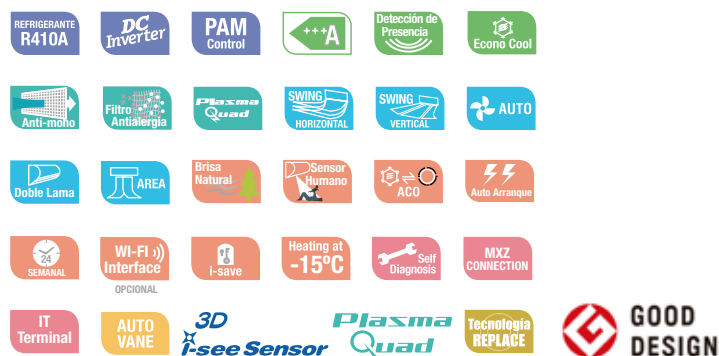 REFRIGERANTE
R410A
DC
Inverter
PAM
Control
+++A
Detección de
Presencia
Econo Cool
Anti-moho
Filtro
Antialergia
Plasma
Quad
SWING
HORIZONTAL
SWING
VERTICAL
AUTO
Doble Lama
AREA
Brisa
Natural
Sensor
Humano
ACO
Auto Arranque
24
SEMANAL
WI-FI
Interface
OPCIONAL
i-save
Heating at
-15ºC
Self
Diagnosis
MXZ
CONNECTION
IT
Terminal
AUTO
VANE
3D
i-see Sensor
Plasma
Quad
Tecnología
REPLACE
GOOD
DESIGN